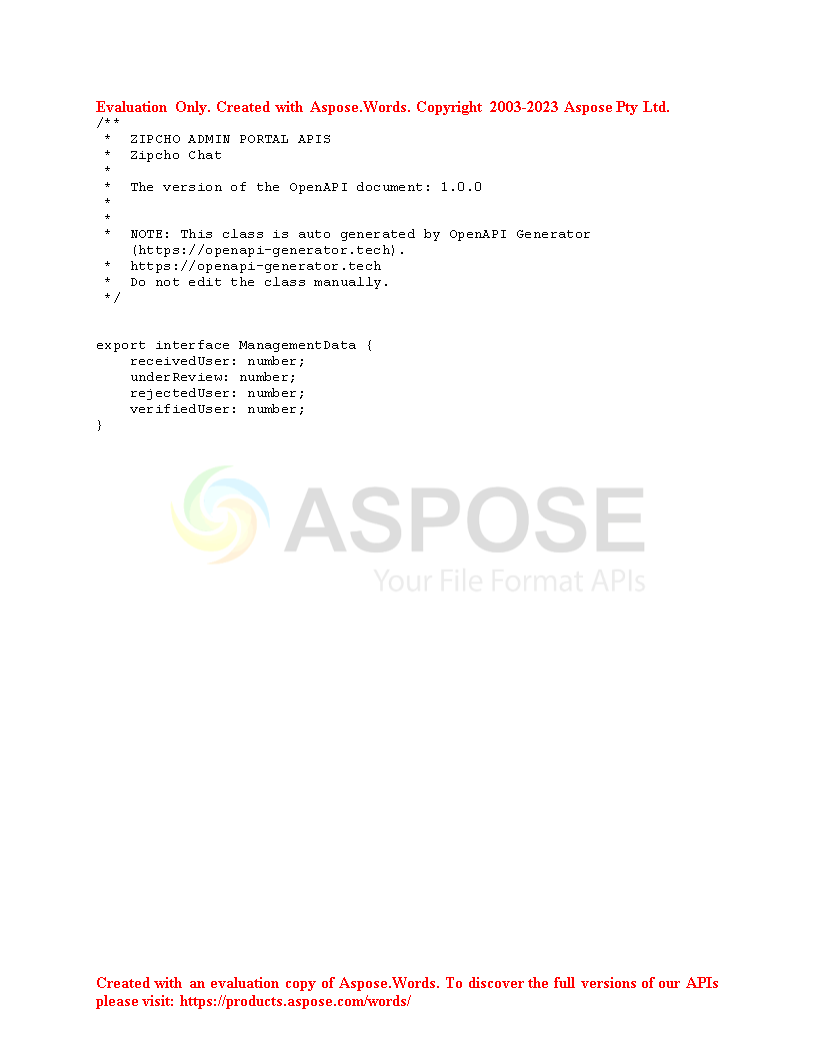 Evaluation Only. Created with Aspose.Words. Copyright 2003-2023 Aspose Pty Ltd.
/**
 *  ZIPCHO ADMIN PORTAL APIS
 *  Zipcho Chat
 *
 *  The version of the OpenAPI document: 1.0.0
 *
 *
 *  NOTE: This class is auto generated by OpenAPI Generator
    (https://openapi-generator.tech).
 *  https://openapi-generator.tech
 *  Do not edit the class manually.
 */
export interface ManagementData {
    receivedUser: number;
    underReview: number;
    rejectedUser: number;
    verifiedUser: number;
}
ASPOSE
Your File Format APIs
Created with an evaluation copy of Aspose.Words. To discover the full versions of our APIs
please visit: https://products.aspose.com/words/